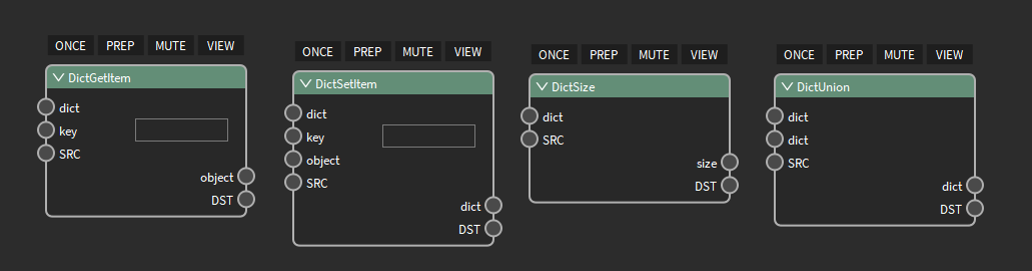 ONCE PREP MUTE VIEW
DictGetItem
dict
key
SRC
object
DST
ONCE PREP MUTE VIEW
DictSetItem
dict
key
object
SRC
dict
DST
ONCE PREP MUTE VIEW
DictSize
dict
SRC
size
DST
ONCE PREP MUTE VIEW
DictUnion
dict
dict
SRC
dict
DST